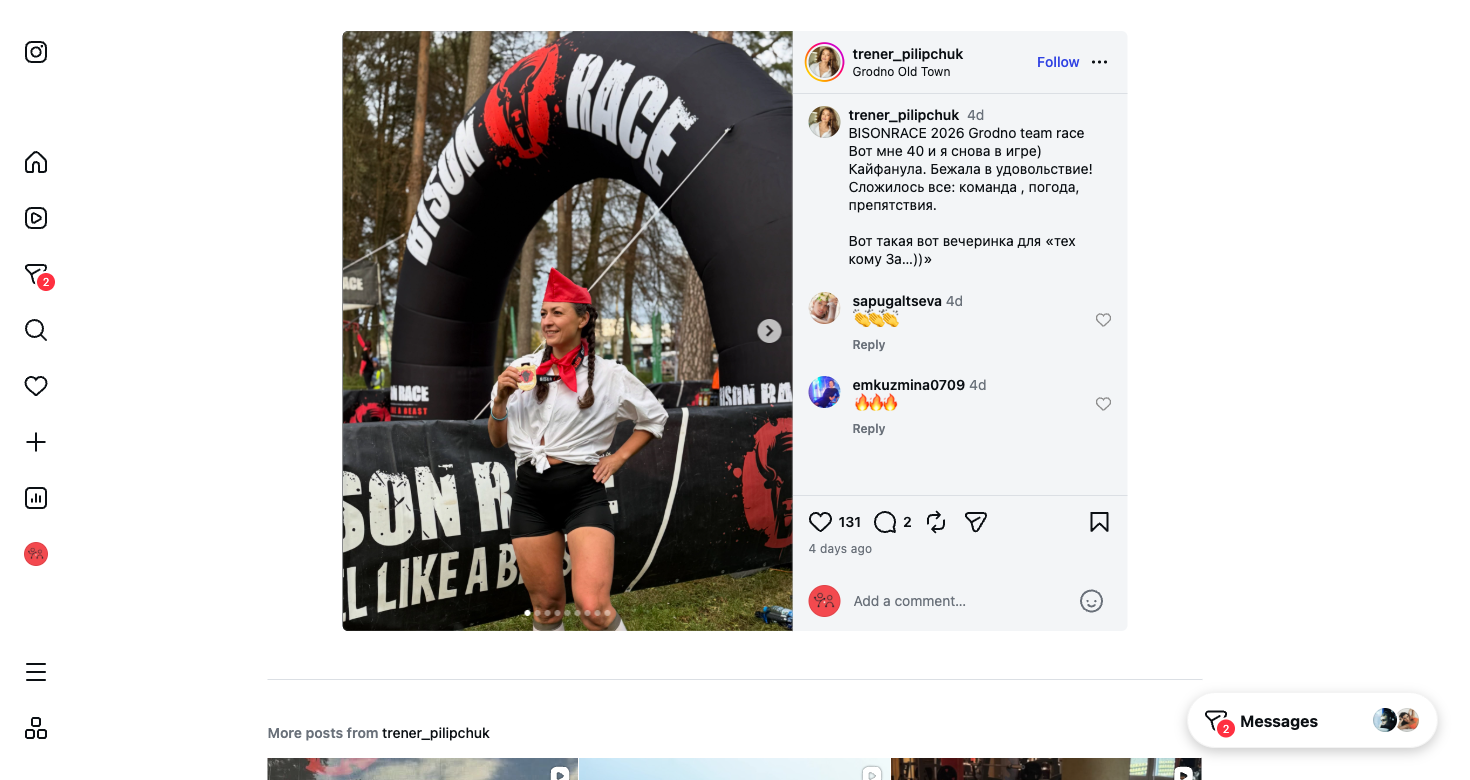 2
BISON RACE
RACE
RACE
BISON RA
BISON R
L LIKE A B
trener_pilipchuk
Grodno Old Town
Follow
trener_pilipchuk 4d
BISONRACE 2026 Grodno team race
Вот мне 40 и я снова в игре)
Кайфанула. Бежала в удовольствие!
Сложилось все: команда , погода,
препятствия.
Вот такая вот вечеринка для «тех
кому За...))»
sapugaltseva 4d
👏👏👏
Reply
emkuzmina0709 4d
🔥🔥🔥
Reply
131
2
4 days ago
Add a comment...
More posts from trener_pilipchuk
2
Messages